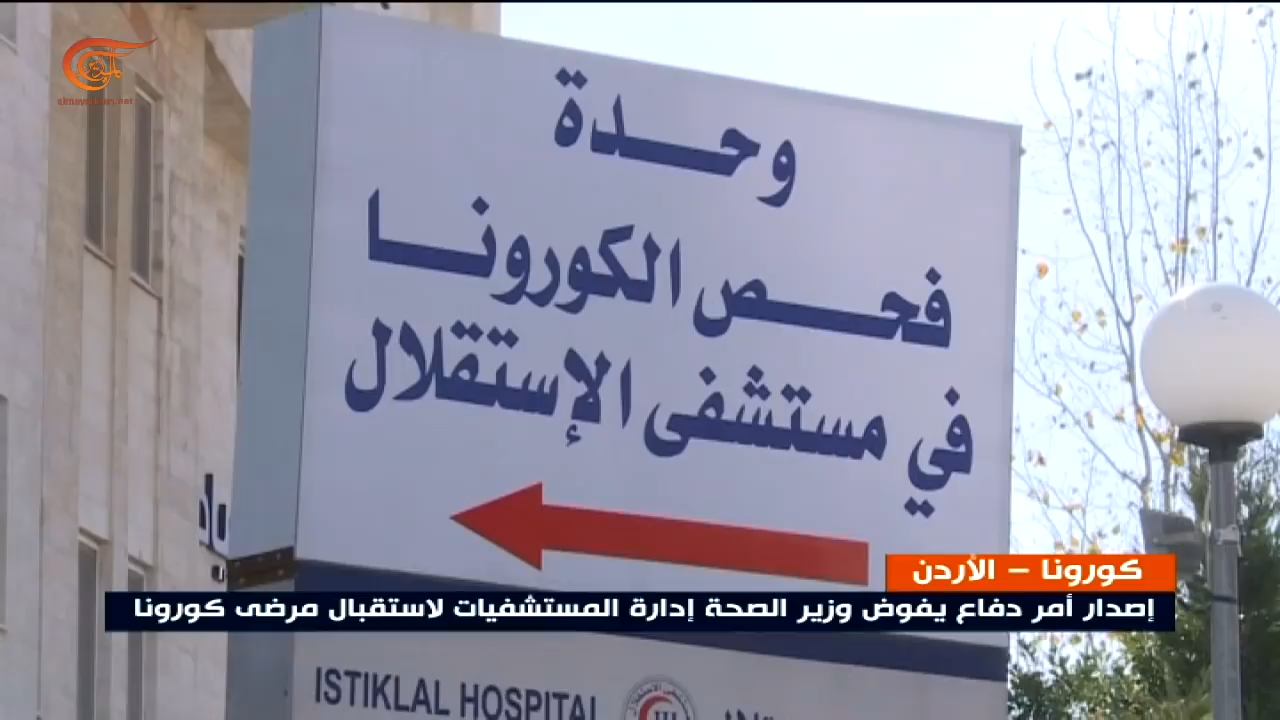 وحدة
فحص الكورونا
في مستشفى الإستقلال
كورونا – الأردن
إصدار أمر دفاع يفوض وزير الصحة إدارة المستشفيات لاستقبال مرضى كورونا
ISTIKLAL HOSPITAL